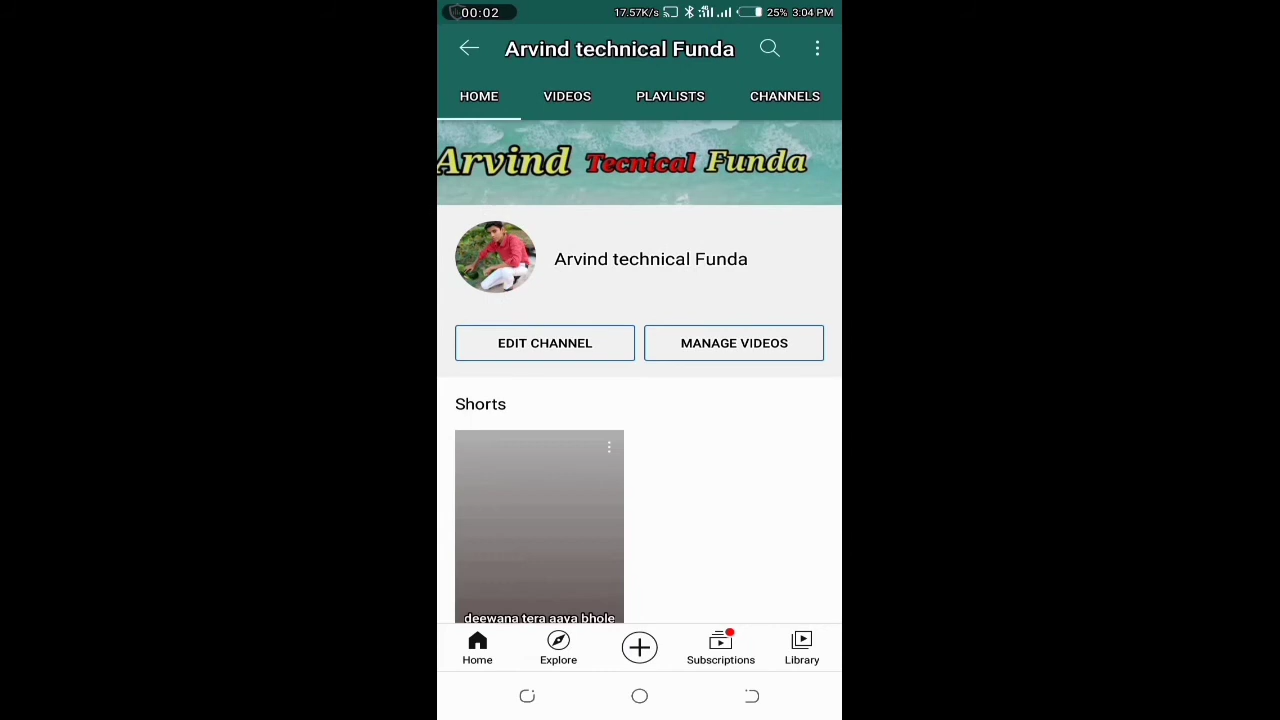 00:02 17.57K/s 25% 3:04 PM
Arvind technical Funda
HOME VIDEOS PLAYLISTS CHANNELS
Arvind Tecnical Funda
Arvind technical Funda
EDIT CHANNEL MANAGE VIDEOS
Shorts
deewana tera aaya bhole
Home Explore Subscriptions Library